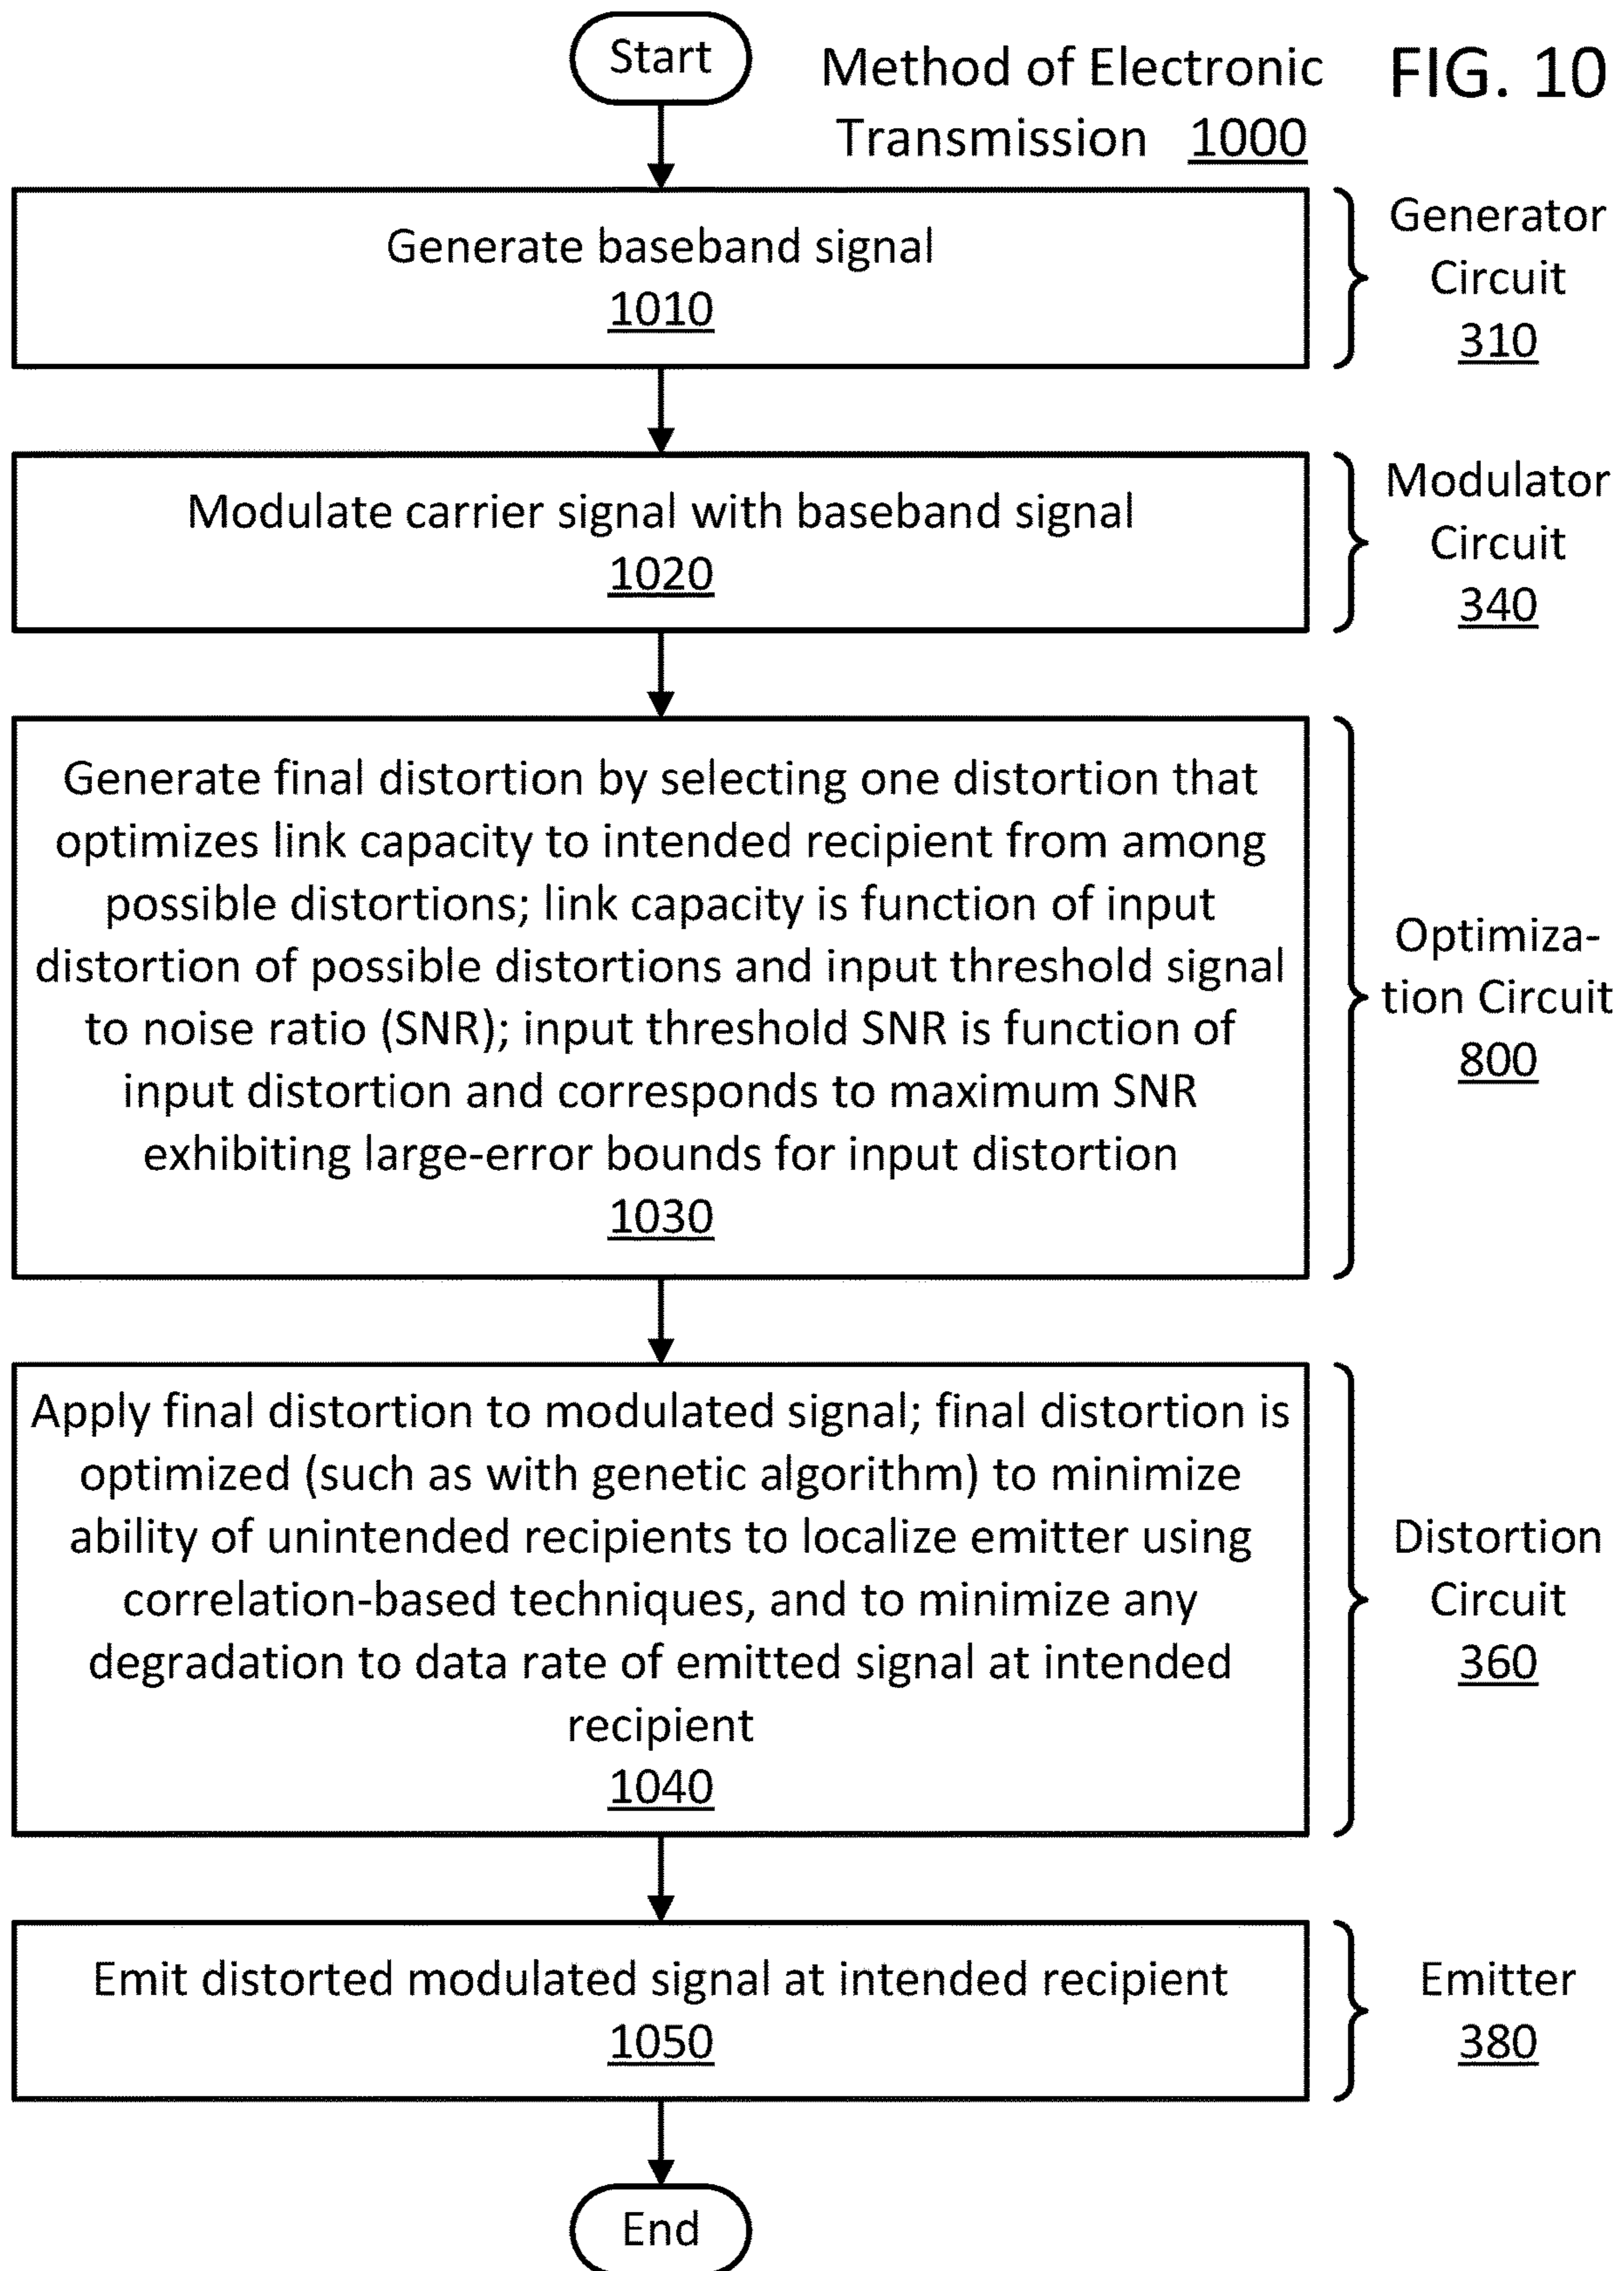 Start
Method of Electronic
Transmission 1000
FIG. 10
Generate baseband signal
1010
Generator
Circuit
310
Modulate carrier signal with baseband signal
1020
Modulator
Circuit
340
Generate final distortion by selecting one distortion that
optimizes link capacity to intended recipient from among
possible distortions; link capacity is function of input
distortion of possible distortions and input threshold signal
to noise ratio (SNR); input threshold SNR is function of
input distortion and corresponds to maximum SNR
exhibiting large-error bounds for input distortion
1030
Optimiza-
tion Circuit
800
Apply final distortion to modulated signal; final distortion is
optimized (such as with genetic algorithm) to minimize
ability of unintended recipients to localize emitter using
correlation-based techniques, and to minimize any
degradation to data rate of emitted signal at intended
recipient
1040
Distortion
Circuit
360
Emit distorted modulated signal at intended recipient
1050
Emitter
380
End